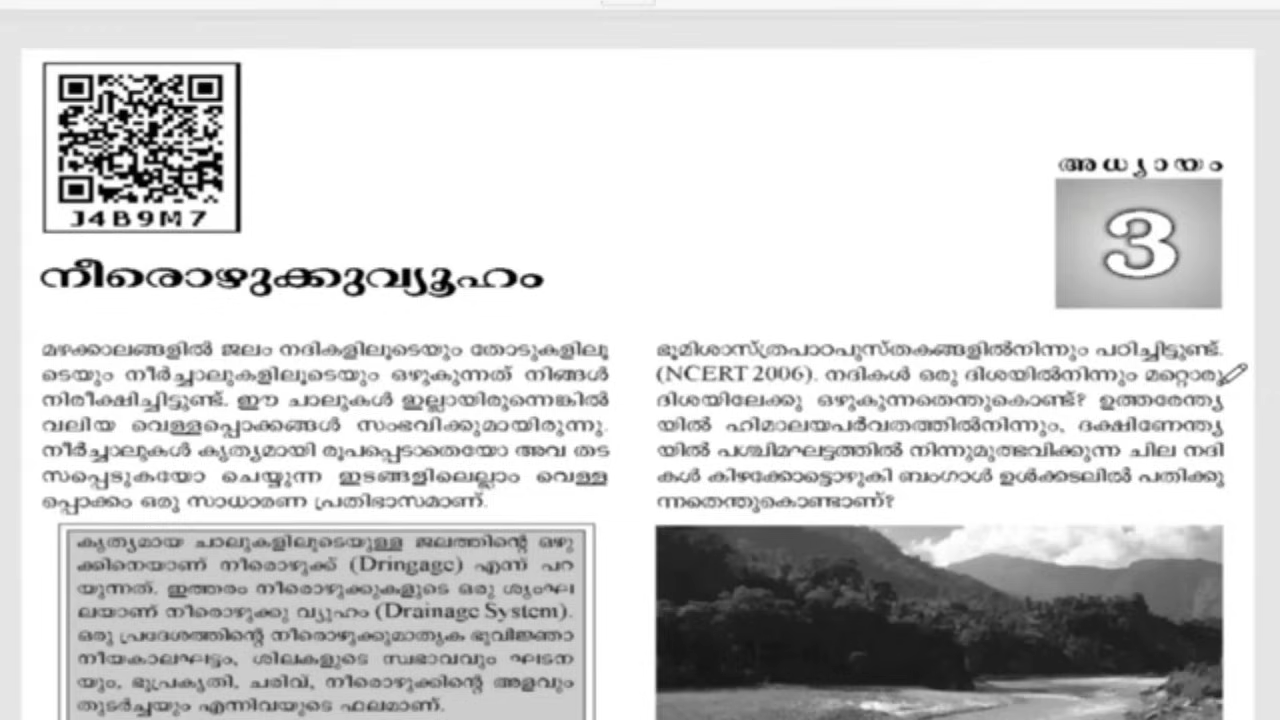 J4B9M7
അധ്യായം
3
നീരൊഴുക്കുവ്യൂഹം
മഴക്കാലങ്ങളിൽ ജലം നദികളിലൂടെയും തോടുകളിലൂ
ടെയും നീർച്ചാലുകളിലൂടെയും ഒഴുകുന്നത് നിങ്ങൾ
നിരീക്ഷിച്ചിട്ടുണ്ട്. ഈ ചാലുകൾ ഇല്ലായിരുന്നെങ്കിൽ
വലിയ വെള്ളപ്പൊക്കങ്ങൾ സംഭവിക്കുമായിരുന്നു.
നീർച്ചാലുകൾ കൃത്യമായി രൂപപ്പെടാതെയോ അവ തട
സപ്പെടുകയോ ചെയ്യുന്ന ഇടങ്ങളിലെല്ലാം വെള്ള
പ്പൊക്കം ഒരു സാധാരണ പ്രതിഭാസമാണ്.
കൃത്യമായ ചാലുകളിലൂടെയുള്ള ജലത്തിന്റെ ഒഴു
ക്കിനെയാണ് നീരൊഴുക്ക് (Dringage) എന്ന് പറ
യുന്നത്. ഇത്തരം നീരൊഴുക്കുകളുടെ ഒരു ശൃംഘ
ലയാണ് നീരൊഴുക്കു വ്യൂഹം (Drainage System).
ഒരു പ്രദേശത്തിന്റെ നീരൊഴുക്കുമാതൃക ഭൂവിജ്ഞാ
നീയകാലഘട്ടം, ശിലകളുടെ സ്വഭാവവും ഘടന
യും, ഭൂപ്രകൃതി, ചരിവ്, നീരൊഴുക്കിന്റെ അളവും
തുടർച്ചയും എന്നിവയുടെ ഫലമാണ്.
ഭൂമിശാസ്ത്രപാഠപുസ്തകങ്ങളിൽനിന്നും പഠിച്ചിട്ടുണ്ട്.
(NCERT 2006). നദികൾ ഒരു ദിശയിൽനിന്നും മറ്റൊരു
ദിശയിലേക്കു ഒഴുകുന്നതെന്തുകൊണ്ട്? ഉത്തരേന്ത്യ
യിൽ ഹിമാലയപർവതത്തിൽനിന്നും, ദക്ഷിണേന്ത്യ
യിൽ പശ്ചിമഘട്ടത്തിൽ നിന്നുമുത്ഭവിക്കുന്ന ചില നദി
കൾ കിഴക്കോട്ടൊഴുകി ബംഗാൾ ഉൾക്കടലിൽ പതിക്കു
ന്നതെന്തുകൊണ്ടാണ്?